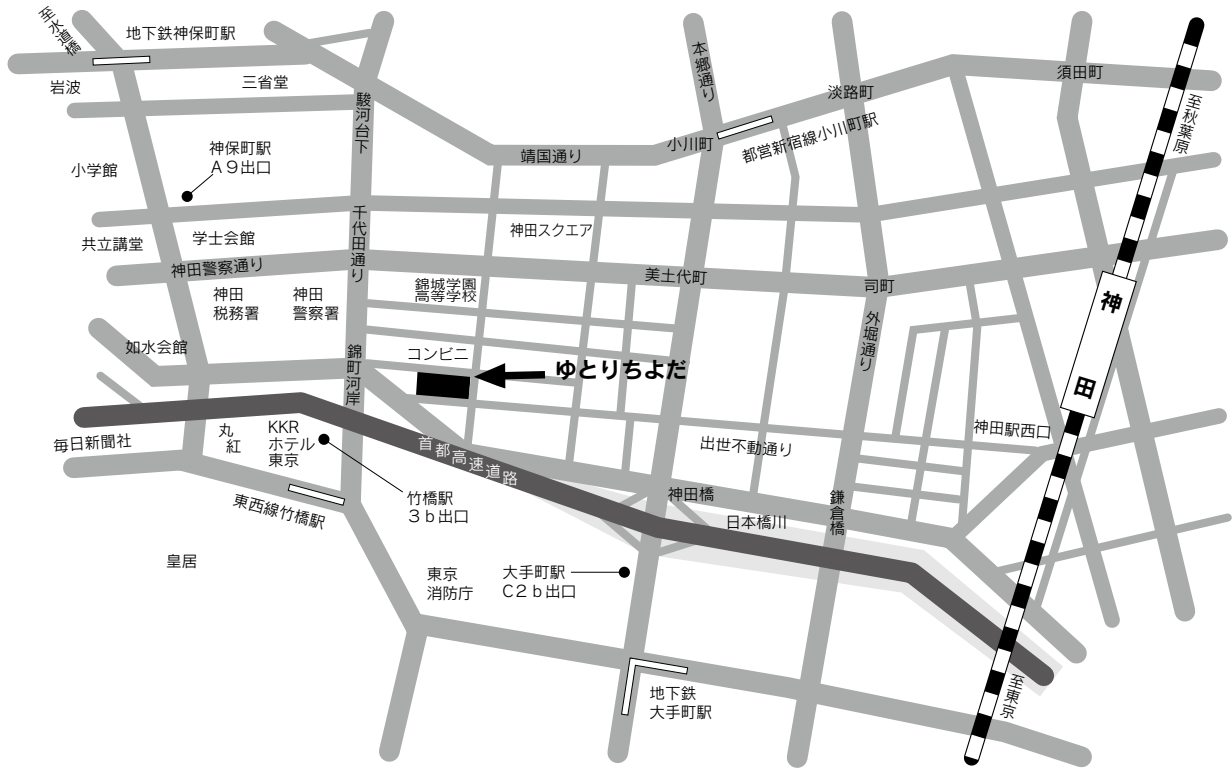 至水道橋
地下鉄神保町駅
岩波
三省堂
駿河台下
本郷通り
淡路町
須田町
至秋葉原
小川町
都営新宿線小川町駅
靖国通り
神保町駅
A9出口
小学館
千代田通り
神田スクエア
共立講堂
学士会館
神田警察通り
錦城学園
高等学校
美土代町
司町
神田
税務署
神田
警察署
外堀通り
神田
如水会館
錦町河岸
コンビニ
ゆとりちよだ
毎日新聞社
丸紅
KKR
ホテル
東京
首都高速道路
出世不動通り
神田駅西口
東西線竹橋駅
竹橋駅
3b出口
神田橋
日本橋川
鎌倉橋
皇居
東京
消防庁
大手町駅
C2b出口
地下鉄
大手町駅
至東京